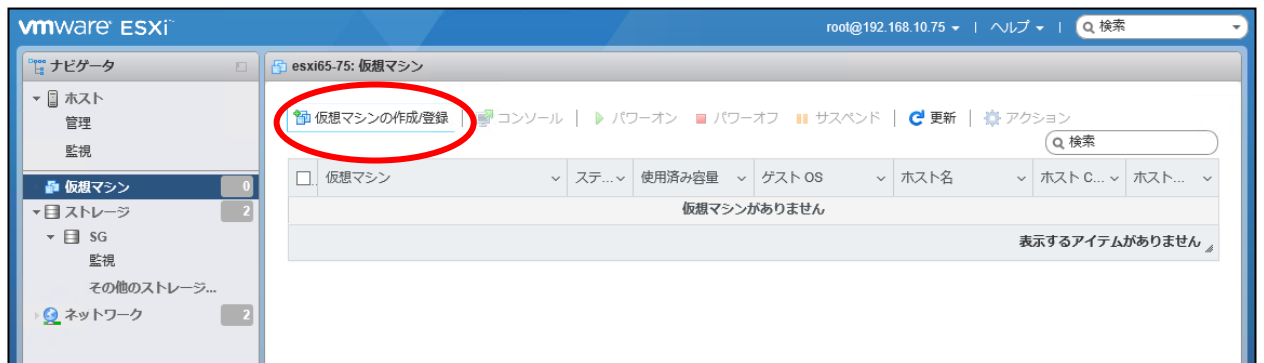 vmware ESXi™
root@192.168.10.75 | ヘルプ | 検索
ナビゲータ
ホスト
管理
監視
仮想マシン 0
ストレージ 2
SG
監視
その他のストレージ...
ネットワーク 2
esxi65-75: 仮想マシン
仮想マシンの作成/登録 | コンソール | パワーオン パワーオフ サスペンド | 更新 | アクション
検索
仮想マシン ステ... 使用済み容量 ゲスト OS ホスト名 ホスト C... ホスト...
仮想マシンがありません
表示するアイテムがありません